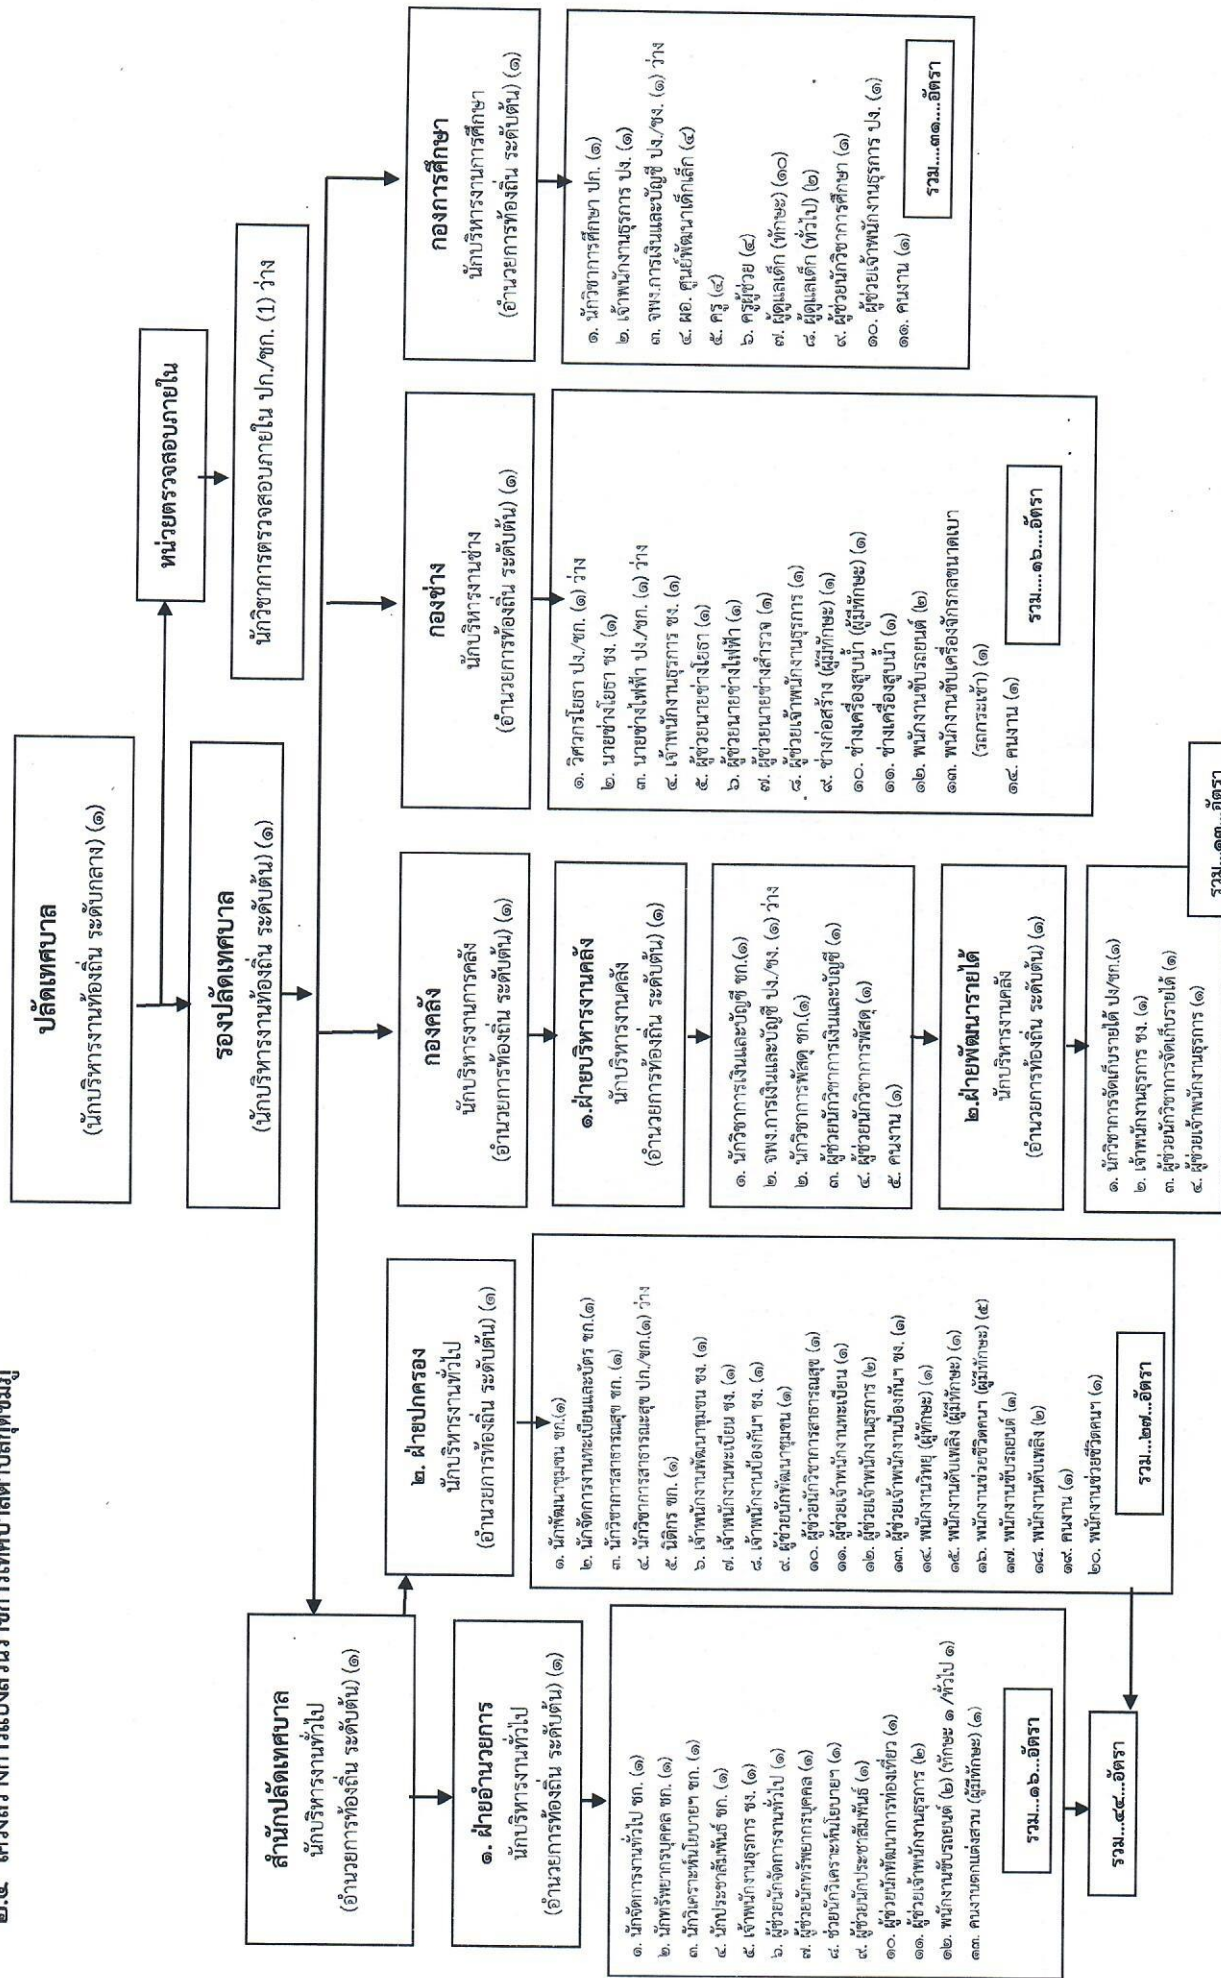 ๒.๕ โครงสร้างการแบ่งส่วนราชการเทศบาลตำบลกุดชมภู
ปลัดเทศบาล
(นักบริหารงานท้องถิ่น ระดับกลาง) (๑)
หน่วยตรวจสอบภายใน
นักวิชาการตรวจสอบภายใน ปก./ชก. (1) ว่าง
รองปลัดเทศบาล
(นักบริหารงานท้องถิ่น ระดับต้น) (๑)
สำนักปลัดเทศบาล
นักบริหารงานทั่วไป
(อำนวยการท้องถิ่น ระดับต้น) (๑)
๑. ฝ่ายอำนวยการ
นักบริหารงานทั่วไป
(อำนวยการท้องถิ่น ระดับต้น) (๑)
๑. นักจัดการงานทั่วไป ชก. (๑)
๒. นักทรัพยากรบุคคล ชก. (๑)
๓. นักวิเคราะห์นโยบายฯ ชก. (๑)
๔. นักประชาสัมพันธ์ ชก. (๑)
๕. เจ้าพนักงานธุรการ ชง. (๑)
๖. ผู้ช่วยนักจัดการงานทั่วไป (๑)
๗. ผู้ช่วยนักทรัพยากรบุคคล (๑)
๘. ช่วยนักวิเคราะห์นโยบายฯ (๑)
๙. ผู้ช่วยนักประชาสัมพันธ์ (๑)
๑๐. ผู้ช่วยนักพัฒนาการท่องเที่ยว (๑)
๑๑. ผู้ช่วยเจ้าพนักงานธุรการ (๒)
๑๒. พนักงานขับรถยนต์ (๒) (ทักษะ ๑ /ทั่วไป ๑)
๑๓. คนงานตกแต่งสวน (ผู้มีทักษะ) (๑)
รวม...๑๖...อัตรา
๒. ฝ่ายปกครอง
นักบริหารงานทั่วไป
(อำนวยการท้องถิ่น ระดับต้น) (๑)
๑. นักพัฒนาชุมชน ชก.(๑)
๒. นักจัดการงานทะเบียนและบัตร ชก.(๑)
๓. นักวิชาการสาธารณสุข ชก. (๑)
๔. นักวิชาการสาธารณะสุข ปก./ชก.(๑) ว่าง
๕. นิติกร ชก. (๑)
๖. เจ้าพนักงานพัฒนาชุมชน ชง. (๑)
๗. เจ้าพนักงานทะเบียน ชง. (๑)
๘. เจ้าพนักงานป้องกันฯ ชง. (๑)
๙. ผู้ช่วยนักพัฒนาชุมชน (๑)
๑๐. ผู้ช่วยนักวิชาการสาธารณสุข (๑)
๑๑. ผู้ช่วยเจ้าพนักงานทะเบียน (๑)
๑๒. ผู้ช่วยเจ้าพนักงานธุรการ (๒)
๑๓. ผู้ช่วยเจ้าพนักงานป้องกันฯ ชง. (๑)
๑๔. พนักงานวิทยุ (ผู้ทักษะ) (๑)
๑๕. พนักงานดับเพลิง (ผู้มีทักษะ) (๑)
๑๖. พนักงานช่วยชีวิตคนฯ (ผู้มีทักษะ) (๕)
๑๗. พนักงานขับรถยนต์ (๑)
๑๘. พนักงานดับเพลิง (๒)
๑๙. คนงาน (๑)
๒๐. พนักงานช่วยชีวิตคนฯ (๑)
รวม...๒๗...อัตรา
รวม...๔๔...อัตรา
กองคลัง
นักบริหารงานการคลัง
(อำนวยการท้องถิ่น ระดับต้น) (๑)
๑.ฝ่ายบริหารงานคลัง
นักบริหารงานคลัง
(อำนวยการท้องถิ่น ระดับต้น) (๑)
๑. นักวิชาการเงินและบัญชี ชก.(๑)
๒. จพง.การเงินและบัญชี ปง./ชง. (๑) ว่าง
๒. นักวิชาการพัสดุ ชก.(๑)
๓. ผู้ช่วยนักวิชาการเงินและบัญชี (๑)
๔. ผู้ช่วยนักวิชาการพัสดุ (๑)
๕. คนงาน (๑)
๒.ฝ่ายพัฒนารายได้
นักบริหารงานคลัง
(อำนวยการท้องถิ่น ระดับต้น) (๑)
๑. นักวิชาการจัดเก็บรายได้ ปง/ชก.(๑)
๒. เจ้าพนักงานธุรการ ชง. (๑)
๓. ผู้ช่วยนักวิชาการจัดเก็บรายได้ (๑)
๔. ผู้ช่วยเจ้าพนักงานธุรการ (๑)
รวม...๑๓...อัตรา
กองช่าง
นักบริหารงานช่าง
(อำนวยการท้องถิ่น ระดับต้น) (๑)
๑. วิศวกรโยธา ปง./ชก. (๑) ว่าง
๒. นายช่างโยธา ชง. (๑)
๓. นายช่างไฟฟ้า ปง./ชก. (๑) ว่าง
๔. เจ้าพนักงานธุรการ ชง. (๑)
๕. ผู้ช่วยนายช่างโยธา (๑)
๖. ผู้ช่วยนายช่างไฟฟ้า (๑)
๗. ผู้ช่วยนายช่างสำรวจ (๑)
๘. ผู้ช่วยเจ้าพนักงานธุรการ (๑)
๙. ช่างก่อสร้าง (ผู้มีทักษะ) (๑)
๑๐. ช่างเครื่องสูบน้ำ (ผู้มีทักษะ) (๑)
๑๑. ช่างเครื่องสูบน้ำ (๑)
๑๒. พนักงานขับรถยนต์ (๒)
๑๓. พนักงานขับเครื่องจักรกลขนาดเบา
(รถกระเช้า) (๑)
๑๔. คนงาน (๑)
รวม....๑๖....อัตรา
กองการศึกษา
นักบริหารงานการศึกษา
(อำนวยการท้องถิ่น ระดับต้น) (๑)
๑. นักวิชาการศึกษา ปก. (๑)
๒. เจ้าพนักงานธุรการ ปง. (๑)
๓. จพง.การเงินและบัญชี ปง./ชง. (๑) ว่าง
๔. ผอ. ศูนย์พัฒนาเด็กเล็ก (๔)
๕. ครู (๔)
๖. ครูผู้ช่วย (๔)
๗. ผู้ดูแลเด็ก (ทักษะ) (๑๐)
๘. ผู้ดูแลเด็ก (ทั่วไป) (๒)
๙. ผู้ช่วยนักวิชาการศึกษา (๑)
๑๐. ผู้ช่วยเจ้าพนักงานธุรการ ปง. (๑)
๑๑. คนงาน (๑)
รวม....๓๑....อัตรา